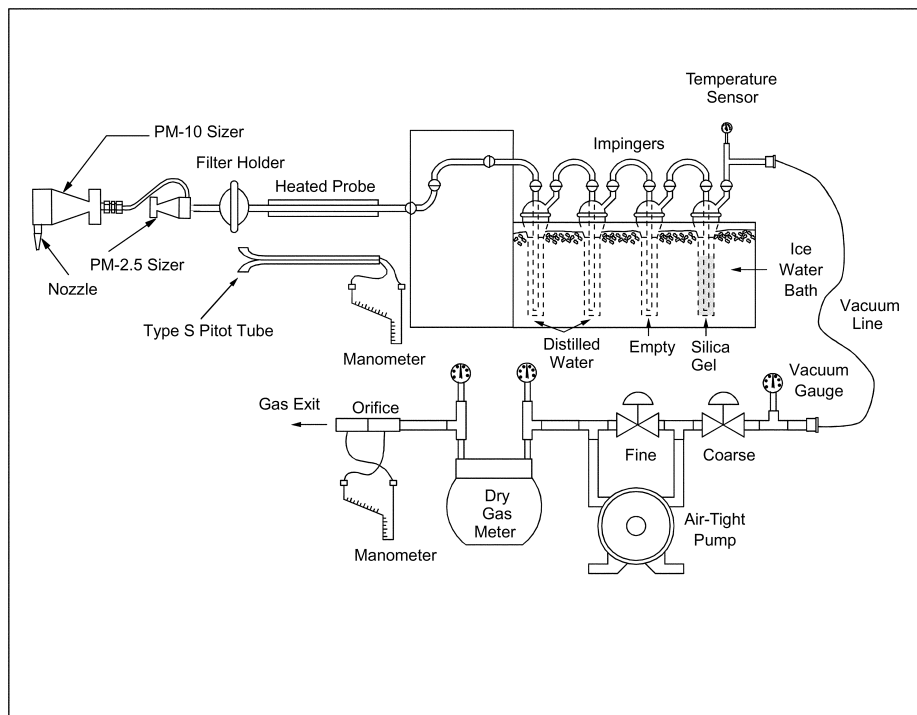 Temperature
Sensor
PM-10 Sizer
Impingers
Filter Holder
Heated Probe
PM-2.5 Sizer
Nozzle
Ice
Water
Bath
Type S Pitot Tube
Vacuum
Line
Distilled
Water
Empty
Silica
Gel
Manometer
Vacuum
Gauge
Gas Exit
Orifice
Fine
Coarse
Dry
Gas
Meter
Air-Tight
Pump
Manometer